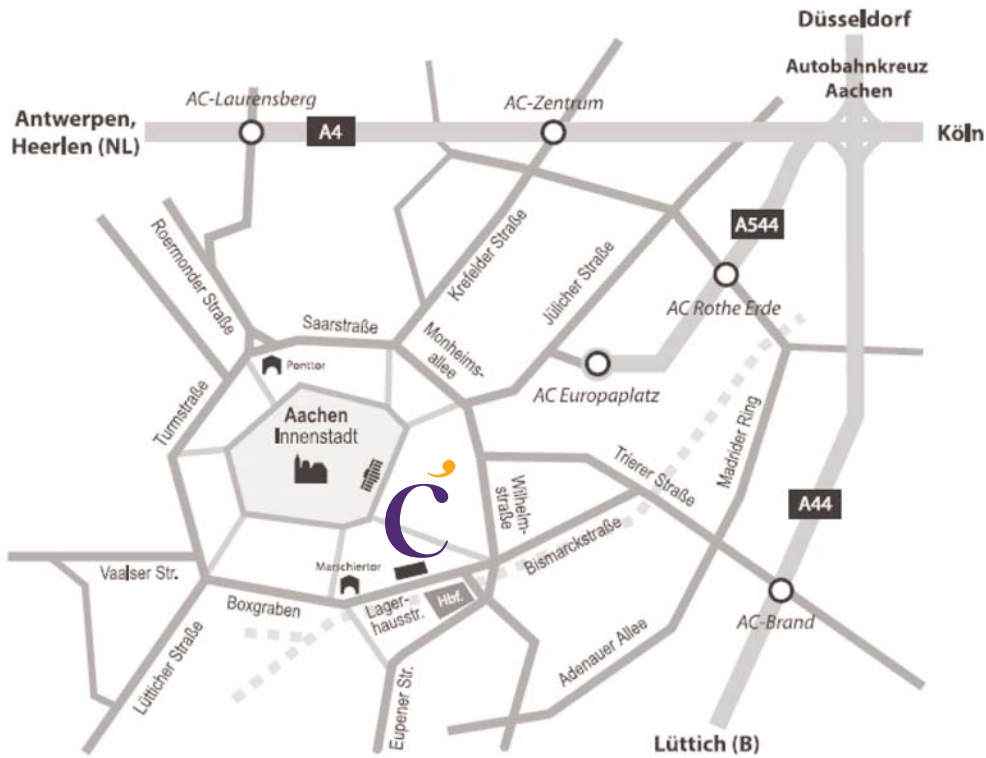 Düsseldorf
Autobahnkreuz
Aachen
AC-Laurensberg
AC-Zentrum
Antwerpen,
Heerlen (NL)
A4
Köln
A544
Roermonder Straße
Krefelder Straße
Jülicher Straße
AC Rothe Erde
Saarstraße
Monheims-
allee
Ponttor
AC Europaplatz
Turmstraße
Aachen
Innenstadt
Madrider Ring
Trierer Straße
Wilhelm-
straße
A44
Bismarckstraße
C'
Vaalser Str.
Marschiertor
Boxgraben
Lager-
hausstr.
Hbf.
AC-Brand
Lütticher Straße
Eupener Str.
Adenauer Allee
Lüttich (B)